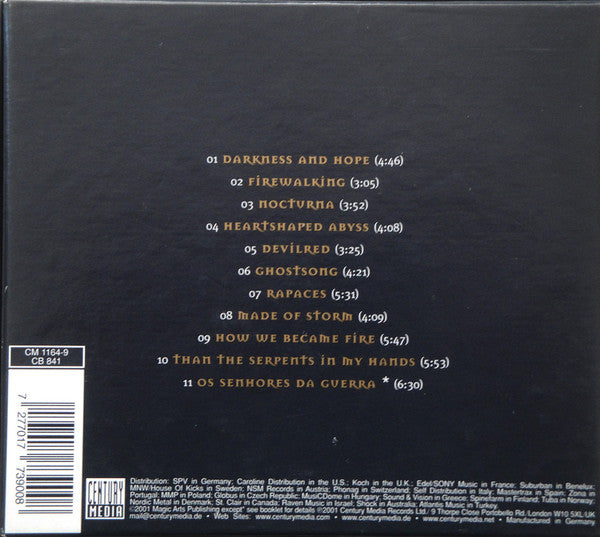 01 DARKNESS AND HOPE (4:46)
02 FIREWALKING (3:05)
03 NOCTURNA (3:52)
04 HEARTSHAPED ABYSS (4:08)
05 DEVILRED (3:25)
06 GHOSTSONG (4:21)
07 RAPACES (5:31)
08 MADE OF STORM (4:09)
09 HOW WE BECAME FIRE (5:47)
10 THAN THE SERPENTS IN MY HANDS (5:53)
11 OS SENHORES DA GUERRA * (6:30)
CM 1164-9
CB 841
7 277017 739008
CENTURY
MEDIA
Distribution: SPV in Germany; Caroline Distribution in the U.S.; Koch in the U.K.; Edel/SONY Music in France; Suburban in Benelux;
MNW/House Of Kicks in Sweden; NSM Records in Austria; Phonag in Switzerland; Self Distribution in Italy; Mastertrax in Spain; Zona in
Portugal; MMP in Poland; Globus in Czech Republic; MusiCDome in Hungary; Sound & Vision in Greece; Spinefarm in Finland; Tuba in Norway;
Nordic Metal in Denmark; St. Clair in Canada; Raven Music in Israel; Shock in Australia; Atlantis Music in Turkey.
©2001 Magic Arts Publishing except* see booklet for details ℗2001 Century Media Records Ltd./ 9 Thorpe Close Portobello Rd./London W10 5XL/UK
mail@centurymedia.de • Web Sites: www.centurymedia.com • www.centurymedia.de • www.centurymedia.net • Manufactured in Germany